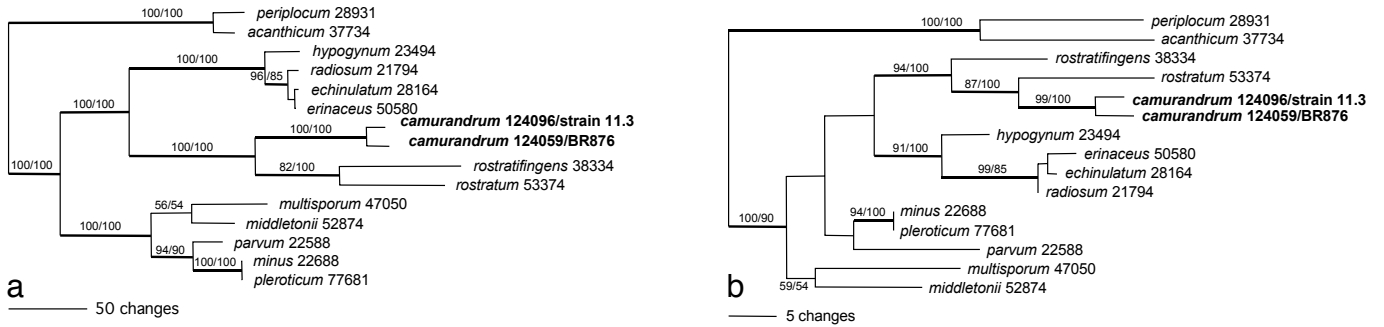 100/100
periplocum 28931
acanthicum 37734
hypogynum 23494
100/100
96/85
radiosum 21794
echinulatum 28164
100/100
erinaceus 50580
camurandrum 124096/strain 11.3
100/100
camurandrum 124059/BR876
100/100
100/100
82/100
rostratifingens 38334
rostratum 53374
56/54
multisporum 47050
middletonii 52874
100/100
94/90
parvum 22588
100/100
minus 22688
pleroticum 77681
a
50 changes
100/100
periplocum 28931
acanthicum 37734
94/100
rostratifingens 38334
87/100
rostratum 53374
99/100
camurandrum 124096/strain 11.3
camurandrum 124059/BR876
hypogynum 23494
91/100
99/85
erinaceus 50580
echinulatum 28164
radiosum 21794
94/100
minus 22688
pleroticum 77681
100/90
parvum 22588
multisporum 47050
59/54
middletonii 52874
b
5 changes